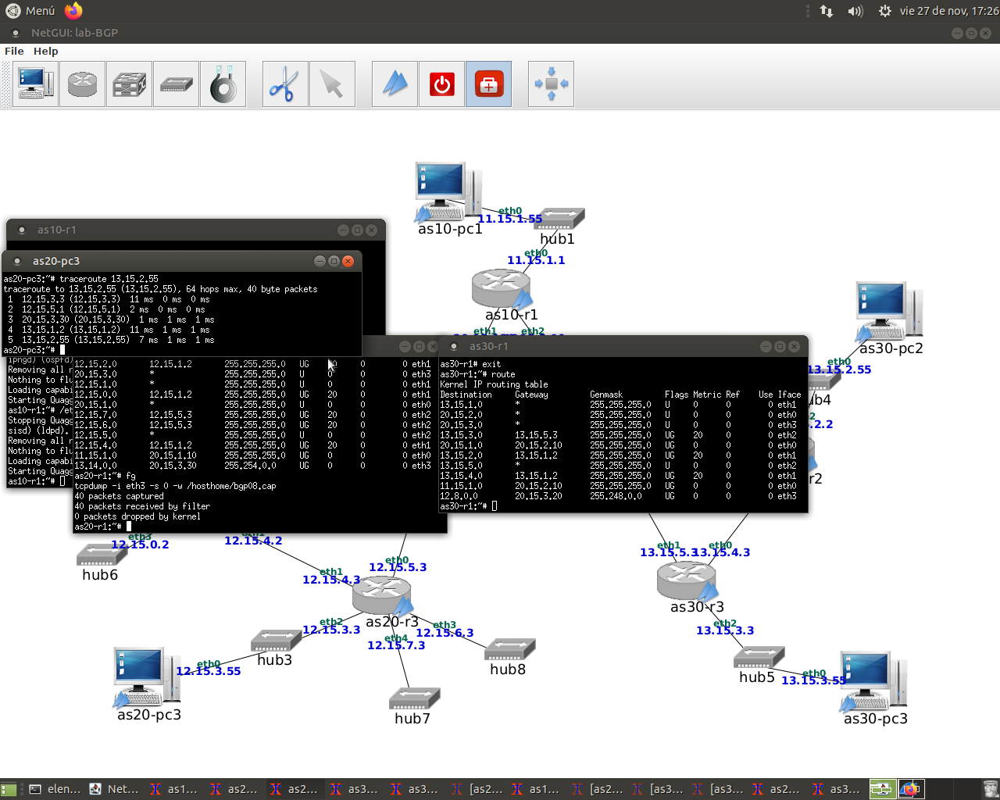 Menú
vie 27 de nov, 17:26
NetGUI: lab-BGP
File Help
eth0
11.15.1.55
as10-pc1
hub1
eth0
11.15.1.1
as10-r1
eth1
eth2
as30-pc2
eth0
13.15.2.55
as10-r1
as20-pc3
as20-pc3:~# traceroute 13.15.2.55
traceroute to 13.15.2.55 (13.15.2.55), 64 hops max, 40 byte packets
1 12.15.3.3 (12.15.3.3) 11 ms 0 ms 0 ms
2 12.15.5.1 (12.15.5.1) 2 ms 0 ms 0 ms
3 20.15.3.30 (20.15.3.30) 1 ms 1 ms 1 ms
4 13.15.1.2 (13.15.1.2) 11 ms 1 ms 1 ms
5 13.15.2.55 (13.15.2.55) 7 ms 1 ms 1 ms
as20-pc3:~#
ipngd) (ospfd)
Removing all r
Nothing to flu
Loading capabi
Starting Quagg
as10-r1:~# /et
Stopping Quagg
sisd) (ldpd).
Removing all r
Nothing to flu
Loading capabi
Starting Quagg
as10-r1:~#
12.15.2.0 12.15.1.2 255.255.255.0 UG 20 0 0 eth1
20.15.3.0 * 255.255.255.0 U 0 0 0 eth3
12.15.1.0 * 255.255.255.0 U 0 0 0 eth1
12.15.0.0 12.15.1.2 255.255.255.0 UG 20 0 0 eth1
20.15.1.0 * 255.255.255.0 U 0 0 0 eth0
12.15.7.0 12.15.5.3 255.255.255.0 UG 20 0 0 eth2
12.15.6.0 12.15.5.3 255.255.255.0 UG 20 0 0 eth2
12.15.5.0 * 255.255.255.0 U 0 0 0 eth2
12.15.4.0 12.15.1.2 255.255.255.0 UG 20 0 0 eth1
11.15.1.0 20.15.1.10 255.255.255.0 UG 0 0 0 eth0
13.14.0.0 20.15.3.30 255.254.0.0 UG 0 0 0 eth3
as20-r1:~# fg
tcpdump -i eth3 -s 0 -w /hosthome/bgp08.cap
40 packets captured
40 packets received by filter
0 packets dropped by kernel
as20-r1:~#
as30-r1
as30-r1# exit
as30-r1:~# route
Kernel IP routing table
Destination Gateway Genmask Flags Metric Ref Use Iface
13.15.1.0 * 255.255.255.0 U 0 0 0 eth1
20.15.2.0 * 255.255.255.0 U 0 0 0 eth0
20.15.3.0 * 255.255.255.0 U 0 0 0 eth3
13.15.3.0 13.15.5.3 255.255.255.0 UG 20 0 0 eth2
20.15.1.0 20.15.2.10 255.255.255.0 UG 0 0 0 eth0
13.15.2.0 13.15.1.2 255.255.255.0 UG 20 0 0 eth1
13.15.5.0 * 255.255.255.0 U 0 0 0 eth2
13.15.4.0 13.15.1.2 255.255.255.0 UG 20 0 0 eth1
11.15.1.0 20.15.2.10 255.255.255.0 UG 0 0 0 eth0
12.8.0.0 20.15.3.20 255.248.0.0 UG 0 0 0 eth3
as30-r1:~#
ub4
2
.2.2
r2
eth3
12.15.0.2
hub6
eth1
12.15.4.2
eth0
12.15.5.3
eth1
12.15.4.3
as20-r3
eth2
12.15.3.3
eth3
12.15.6.3
eth4
12.15.7.3
hub3
hub8
eth0
12.15.3.55
as20-pc3
hub7
eth1
13.15.5.3
eth0
13.15.4.3
as30-r3
eth2
13.15.3.3
hub5
eth0
13.15.3.55
as30-pc3
elen... Net... as1... as2... as2... as3... as3... [as2... as1... [as2... [as3... [as3... as2... as3...